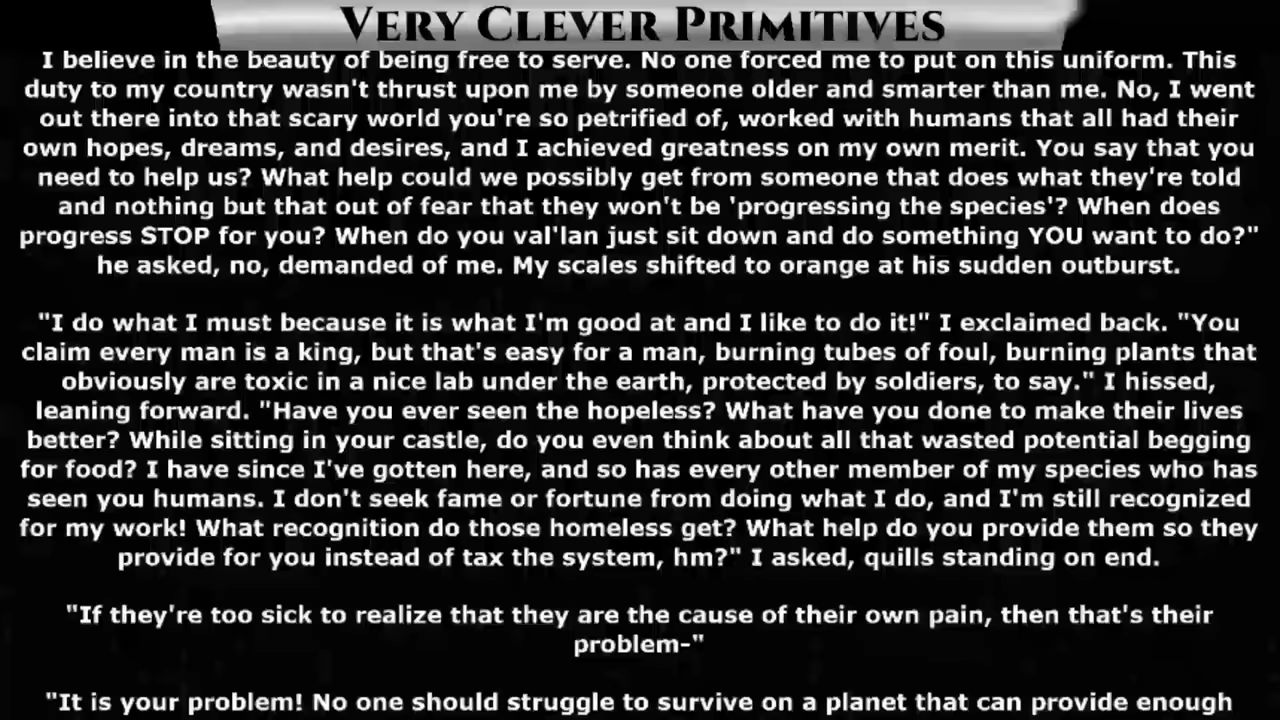 VERY CLEVER PRIMITIVES
I believe in the beauty of being free to serve. No one forced me to put on this uniform. This
duty to my country wasn't thrust upon me by someone older and smarter than me. No, I went
out there into that scary world you're so petrified of, worked with humans that all had their
own hopes, dreams, and desires, and I achieved greatness on my own merit. You say that you
need to help us? What help could we possibly get from someone that does what they're told
and nothing but that out of fear that they won't be 'progressing the species'? When does
progress STOP for you? When do you val'lan just sit down and do something YOU want to do?"
he asked, no, demanded of me. My scales shifted to orange at his sudden outburst.
"I do what I must because it is what I'm good at and I like to do it!" I exclaimed back. "You
claim every man is a king, but that's easy for a man, burning tubes of foul, burning plants that
obviously are toxic in a nice lab under the earth, protected by soldiers, to say." I hissed,
leaning forward. "Have you ever seen the hopeless? What have you done to make their lives
better? While sitting in your castle, do you even think about all that wasted potential begging
for food? I have since I've gotten here, and so has every other member of my species who has
seen you humans. I don't seek fame or fortune from doing what I do, and I'm still recognized
for my work! What recognition do those homeless get? What help do you provide them so they
provide for you instead of tax the system, hm?" I asked, quills standing on end.
"If they're too sick to realize that they are the cause of their own pain, then that's their
problem-"
"It is your problem! No one should struggle to survive on a planet that can provide enough